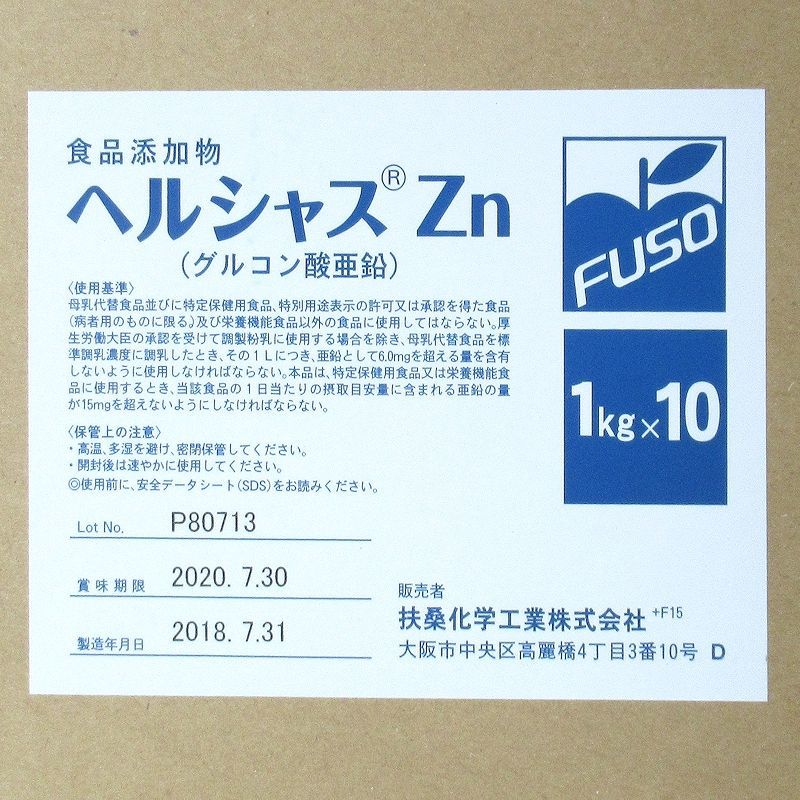 食品添加物
ヘルシャス® Zn
(グルコン酸亜鉛)
〈使用基準〉
母乳代替食品並びに特定保健用食品、特別用途表示の許可又は承認を得た食品
(病者用のものに限る。)及び栄養機能食品以外の食品に使用してはならない。厚
生労働大臣の承認を受けて調製粉乳に使用する場合を除き、母乳代替食品を標
準調乳濃度に調乳したとき、その1Lにつき、亜鉛として6.0mgを超える量を含有
しないように使用しなければならない。本品は、特定保健用食品又は栄養機能食
品に使用するとき、当該食品の1日当たりの摂取目安量に含まれる亜鉛の量
が15mgを超えないようにしなければならない。
〈保管上の注意〉
・高温、多湿を避け、密閉保管してください。
・開封後は速やかに使用してください。
◎使用前に、安全データシート(SDS)をお読みください。
Lot No. P80713
賞味期限 2020. 7.30
製造年月日 2018. 7.31
FUSO
1kg×10
販売者
扶桑化学工業株式会社 +F15
大阪市中央区高麗橋4丁目3番10号 D